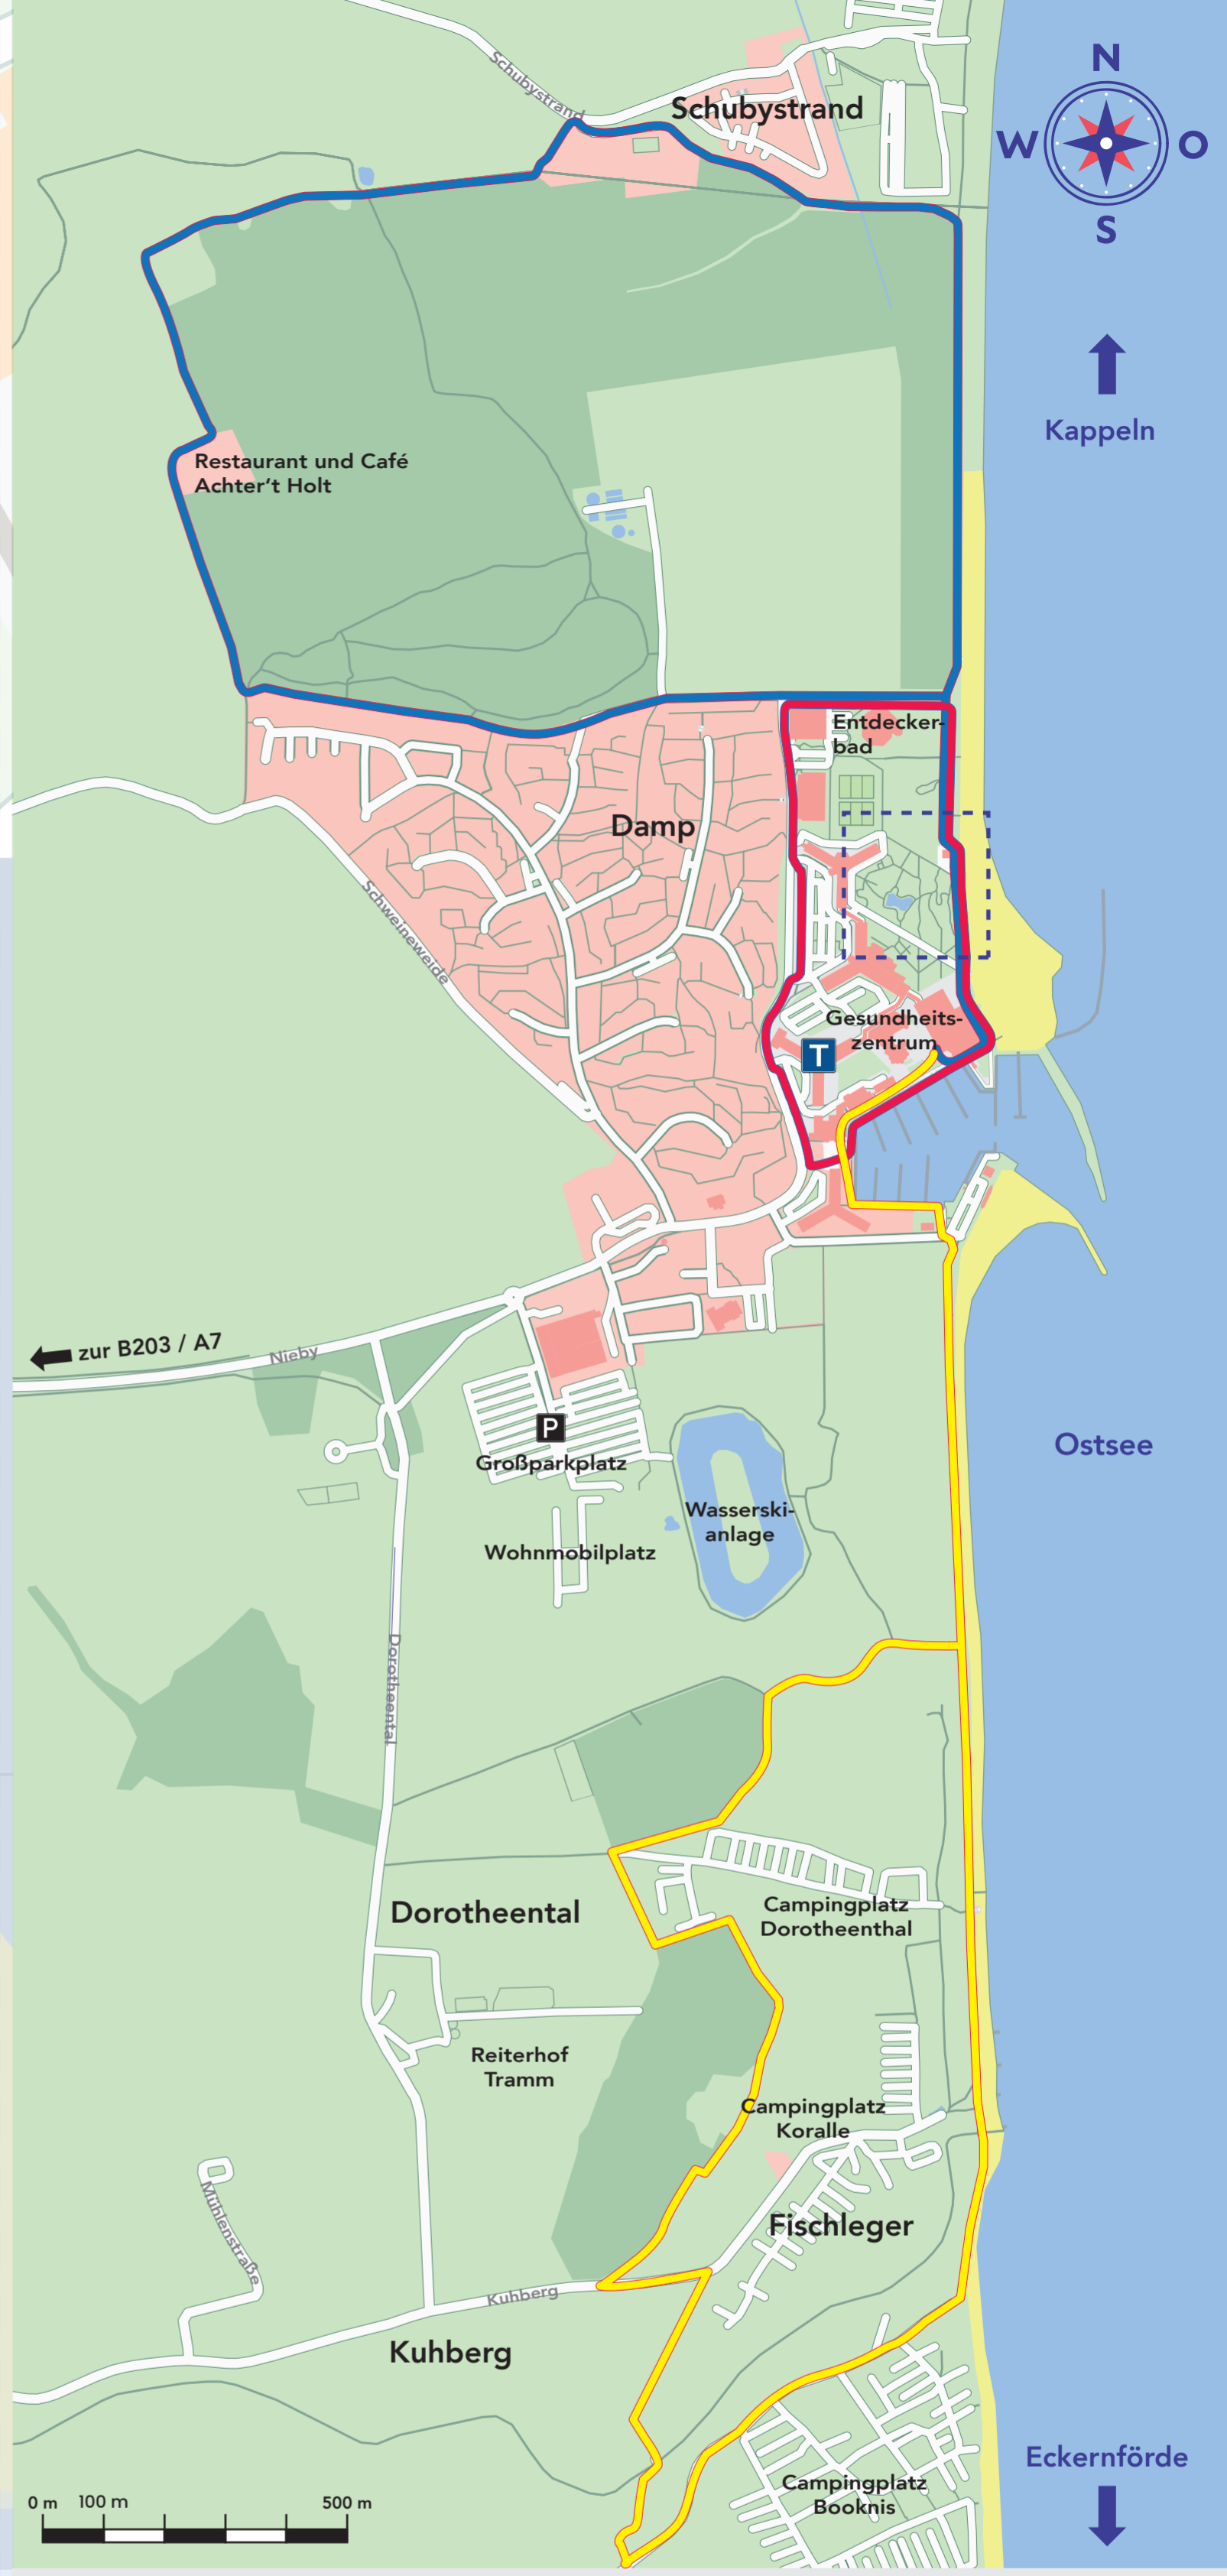 N
Schubystrand
Schubystrand
W
O
S
Kappeln
Restaurant und Café
Achter‘t Holt
Entdecker-
bad
Damp
Schweineweide
Gesundheits-
zentrum
T
zur B203 / A7
Nieby
P
Großparkplatz
Ostsee
Wasserski-
anlage
Wohnmobilplatz
Dorotheental
Dorotheental
Campingplatz
Dorotheenthal
Reiterhof
Tramm
Campingplatz
Koralle
Mühlenstraße
Fischleger
Kuhberg
Kuhberg
Eckernförde
Campingplatz
Booknis
0 m 100 m 500 m